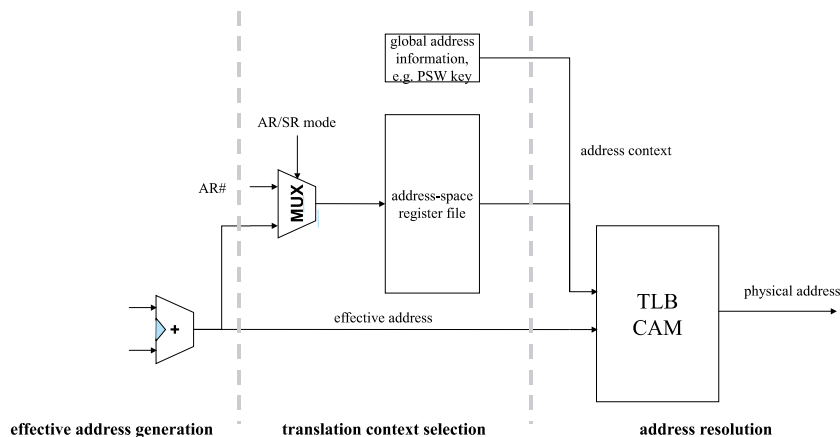 global address
information,
e.g. PSW key
AR/SR mode
address context
AR#
MUX
address-space
register file
TLB
CAM
physical address
effective address
+
effective address generation
translation context selection
address resolution